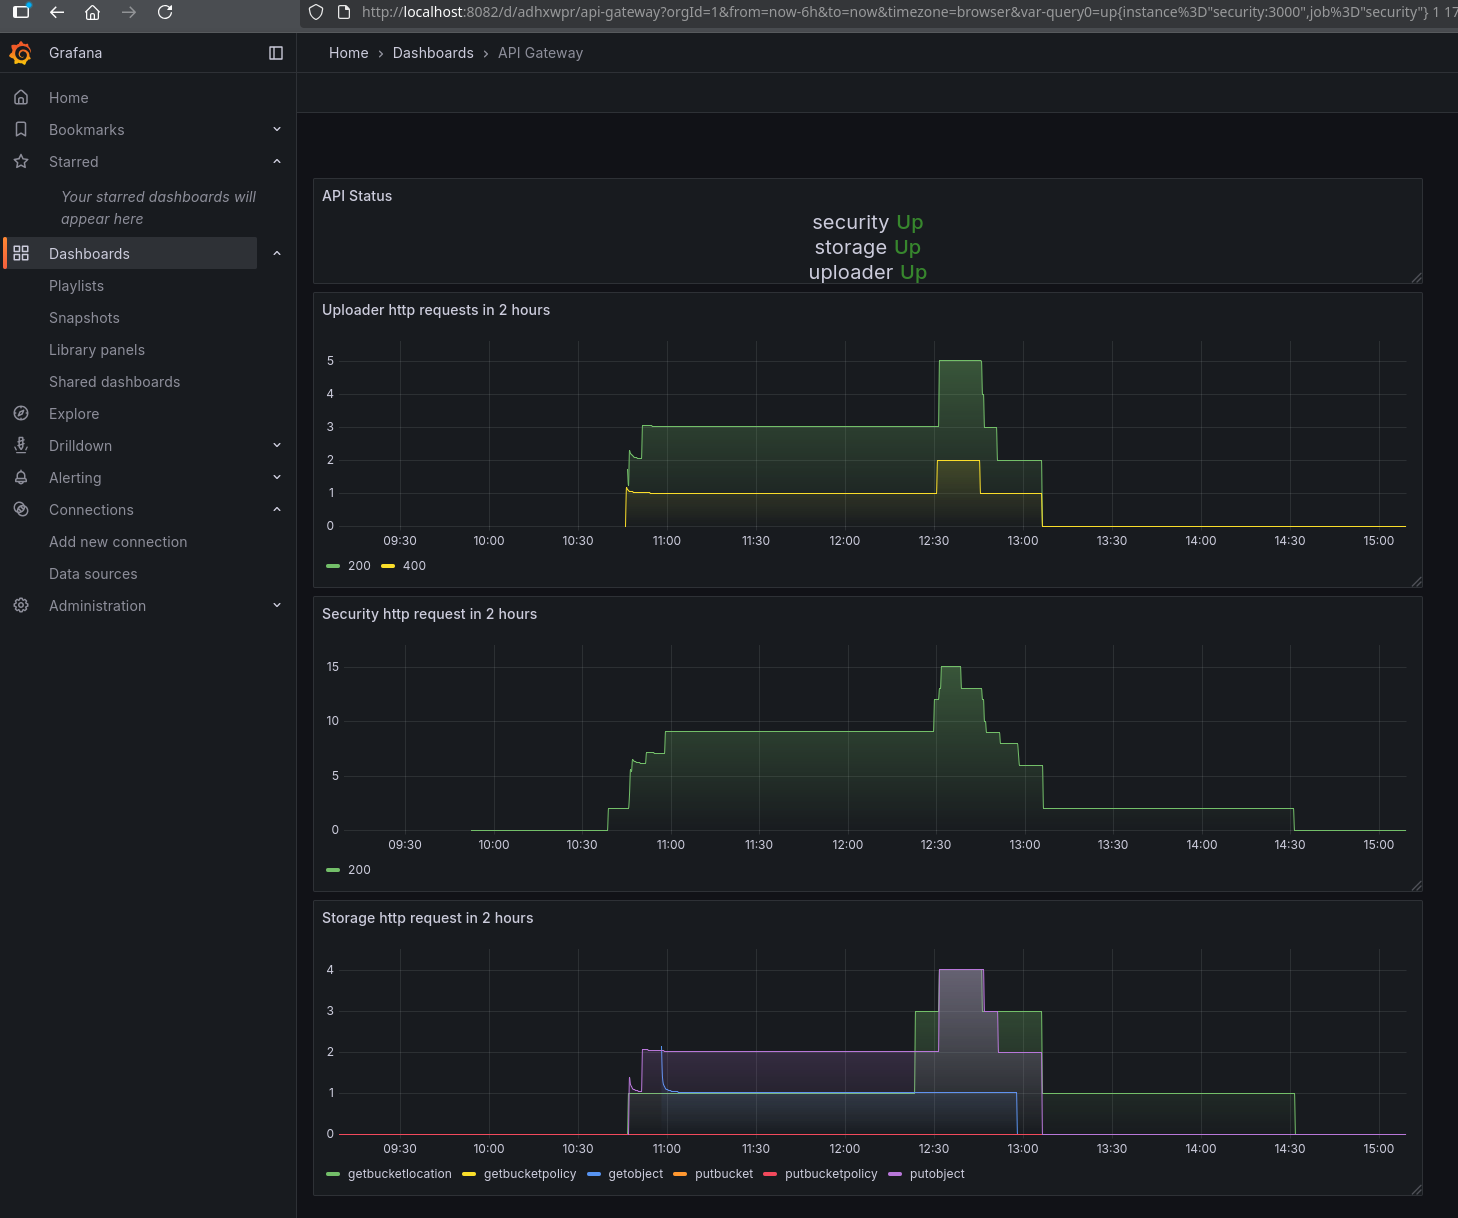 http://localhost:8082/d/adhxwpr/api-gateway?orgId=1&from=now-6h&to=now&timezone=browser&var-query0=up{instance%3D"security:3000",job%3D"security"} 1 17
Grafana
Home › Dashboards › API Gateway
Home
Bookmarks
Starred
Your starred dashboards will
appear here
Dashboards
Playlists
Snapshots
Library panels
Shared dashboards
Explore
Drilldown
Alerting
Connections
Add new connection
Data sources
Administration
API Status
security Up
storage Up
uploader Up
Uploader http requests in 2 hours
5
4
3
2
1
0
09:30 10:00 10:30 11:00 11:30 12:00 12:30 13:00 13:30 14:00 14:30 15:00
200 400
Security http request in 2 hours
15
10
5
0
09:30 10:00 10:30 11:00 11:30 12:00 12:30 13:00 13:30 14:00 14:30 15:00
200
Storage http request in 2 hours
4
3
2
1
0
09:30 10:00 10:30 11:00 11:30 12:00 12:30 13:00 13:30 14:00 14:30 15:00
getbucketlocation getbucketpolicy getobject putbucket putbucketpolicy putobject